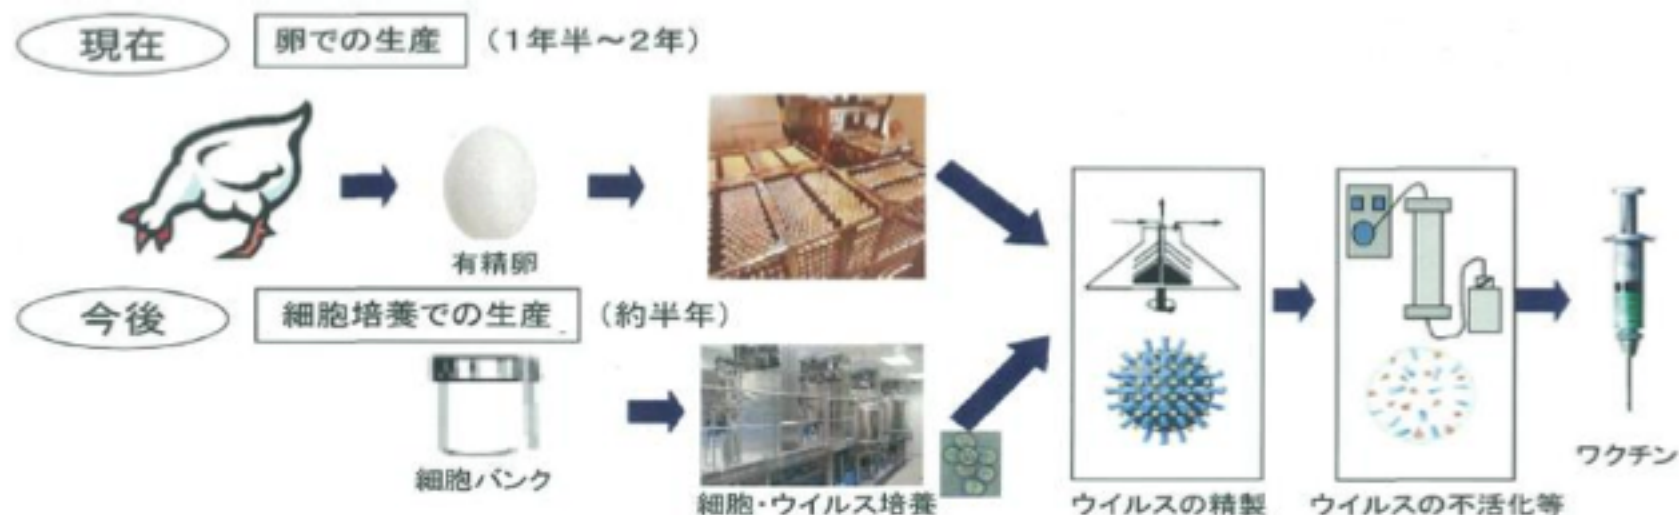 現在 卵での生産 (1年半~2年)
有精卵
今後 細胞培養での生産 (約半年)
細胞バンク
細胞・ウイルス培養
ウイルスの精製
ウイルスの不活化等
ワクチン